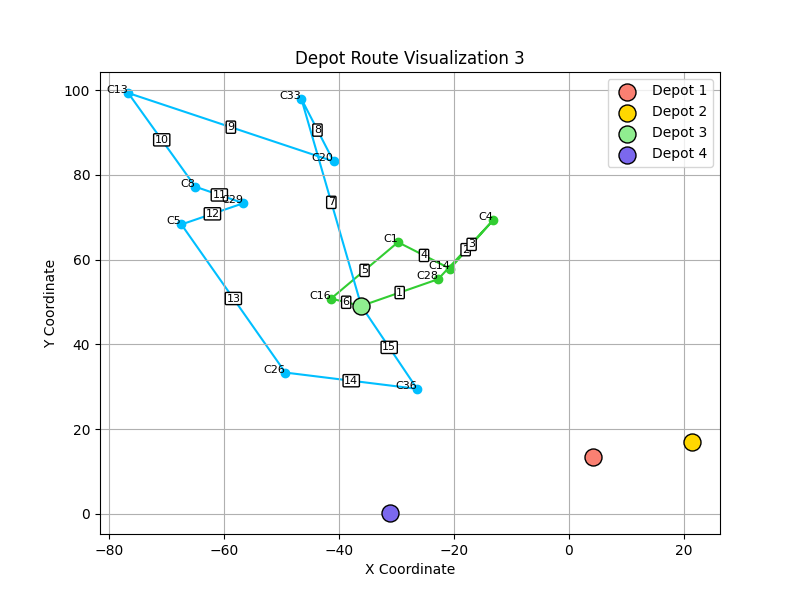 Depot Route Visualization 3
Depot 1
Depot 2
Depot 3
Depot 4
C13
C33
9
8
10
C20
C8
11
C29
7
12
C5
C4
C1
3
2
4
C14
5
C28
C16
6
1
13
15
C26
14
C36
100
80
60
40
20
0
Y Coordinate
−80
−60
−40
−20
0
20
X Coordinate